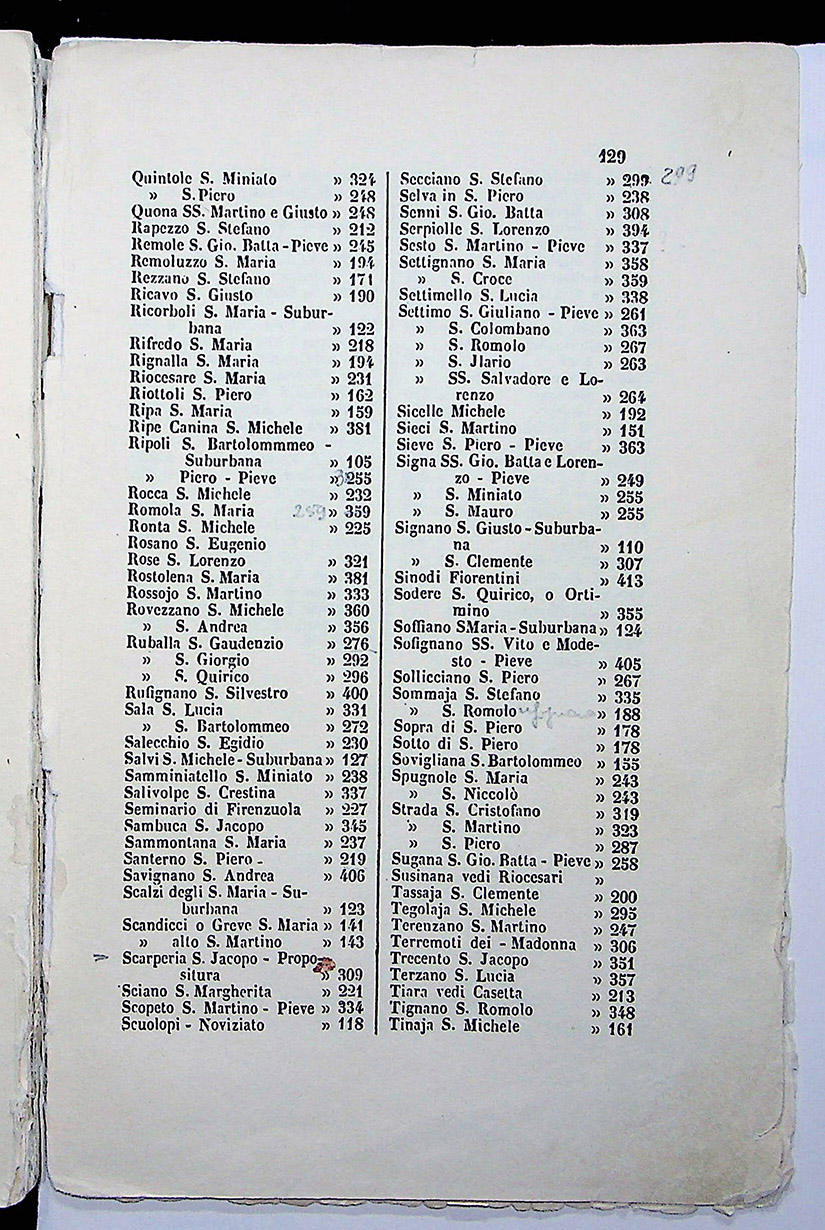 129
Quintole S. Miniato » 324
» S. Piero » 248
Quona SS. Martino e Giusto » 248
Rapezzo S. Stefano » 212
Remole S. Gio. Batta - Pieve » 245
Remoluzzo S. Maria » 194
Rezzano S. Stefano » 171
Ricavo S. Giusto » 190
Ricorboli S. Maria - Subur-
bana » 122
Rifredo S. Maria » 218
Rignalla S. Maria » 194
Riocesare S. Maria » 231
Riottoli S. Piero » 162
Ripa S. Maria » 159
Ripe Canina S. Michele » 381
Ripoli S. Bartolommmeo -
Suburbana » 105
» Piero - Pieve » 255
Rocca S. Michele » 232
Romola S. Maria 259 » 359
Ronta S. Michele » 225
Rosano S. Eugenio
Rose S. Lorenzo » 321
Rostolena S. Maria » 381
Rossojo S. Martino » 333
Rovezzano S. Michele » 360
» S. Andrea » 356
Ruballa S. Gaudenzio » 276
» S. Giorgio » 292
» S. Quirico » 296
Rufignano S. Silvestro » 400
Sala S. Lucia » 331
» S. Bartolommeo » 272
Salecchio S. Egidio » 230
Salvi S. Michele - Suburbana » 127
Samminiatello S. Miniato » 238
Salivolpe S. Crestina » 337
Seminario di Firenzuola » 227
Sambuca S. Jacopo » 345
Sammontana S. Maria » 237
Santerno S. Piero - » 219
Savignano S. Andrea » 406
Scalzi degli S. Maria - Su-
burbana » 123
Scandicci o Greve S. Maria » 141
» alto S. Martino » 143
Scarperia S. Jacopo - Propo-
situra » 309
Sciano S. Margherita » 221
Scopeto S. Martino - Pieve » 334
Scuolopi - Noviziato » 118
Secciano S. Stefano » 299 299
Selva in S. Piero » 238
Senni S. Gio. Batta » 308
Serpiolle S. Lorenzo » 394
Sesto S. Martino - Pieve » 337
Settignano S. Maria » 358
» S. Croce » 359
Settimello S. Lucia » 338
Settimo S. Giuliano - Pieve » 261
» S. Colombano » 363
» S. Romolo » 267
» S. Jlario » 263
» SS. Salvadore e Lo-
renzo » 264
Sicelle Michele » 192
Sieci S. Martino » 151
Sieve S. Piero - Pieve » 363
Signa SS. Gio. Batta e Loren-
zo - Pieve » 249
» S. Miniato » 255
» S. Mauro » 255
Signano S. Giusto - Suburba-
na » 110
» S. Clemente » 307
Sinodi Fiorentini » 413
Sodere S. Quirico, o Orti-
mino » 355
Soffiano SMaria - Suburbana » 124
Sofignano SS. Vito e Mode-
sto - Pieve » 405
Sollicciano S. Piero » 267
Sommaja S. Stefano » 335
» S. Romolo » 188
Sopra di S. Piero » 178
Sotto di S. Piero » 178
Sovigliana S. Bartolommeo » 155
Spugnole S. Maria » 243
» S. Niccolò » 243
Strada S. Cristofano » 319
» S. Martino » 323
» S. Piero » 287
Sugana S. Gio. Batta - Pieve » 258
Susinana vedi Riocesari »
Tassaja S. Clemente » 200
Tegolaja S. Michele » 295
Terenzano S. Martino » 247
Terremoti dei - Madonna » 306
Trecento S. Jacopo » 351
Terzano S. Lucia » 357
Tiara vedi Casetta » 213
Tignano S. Romolo » 348
Tinaja S. Michele » 161